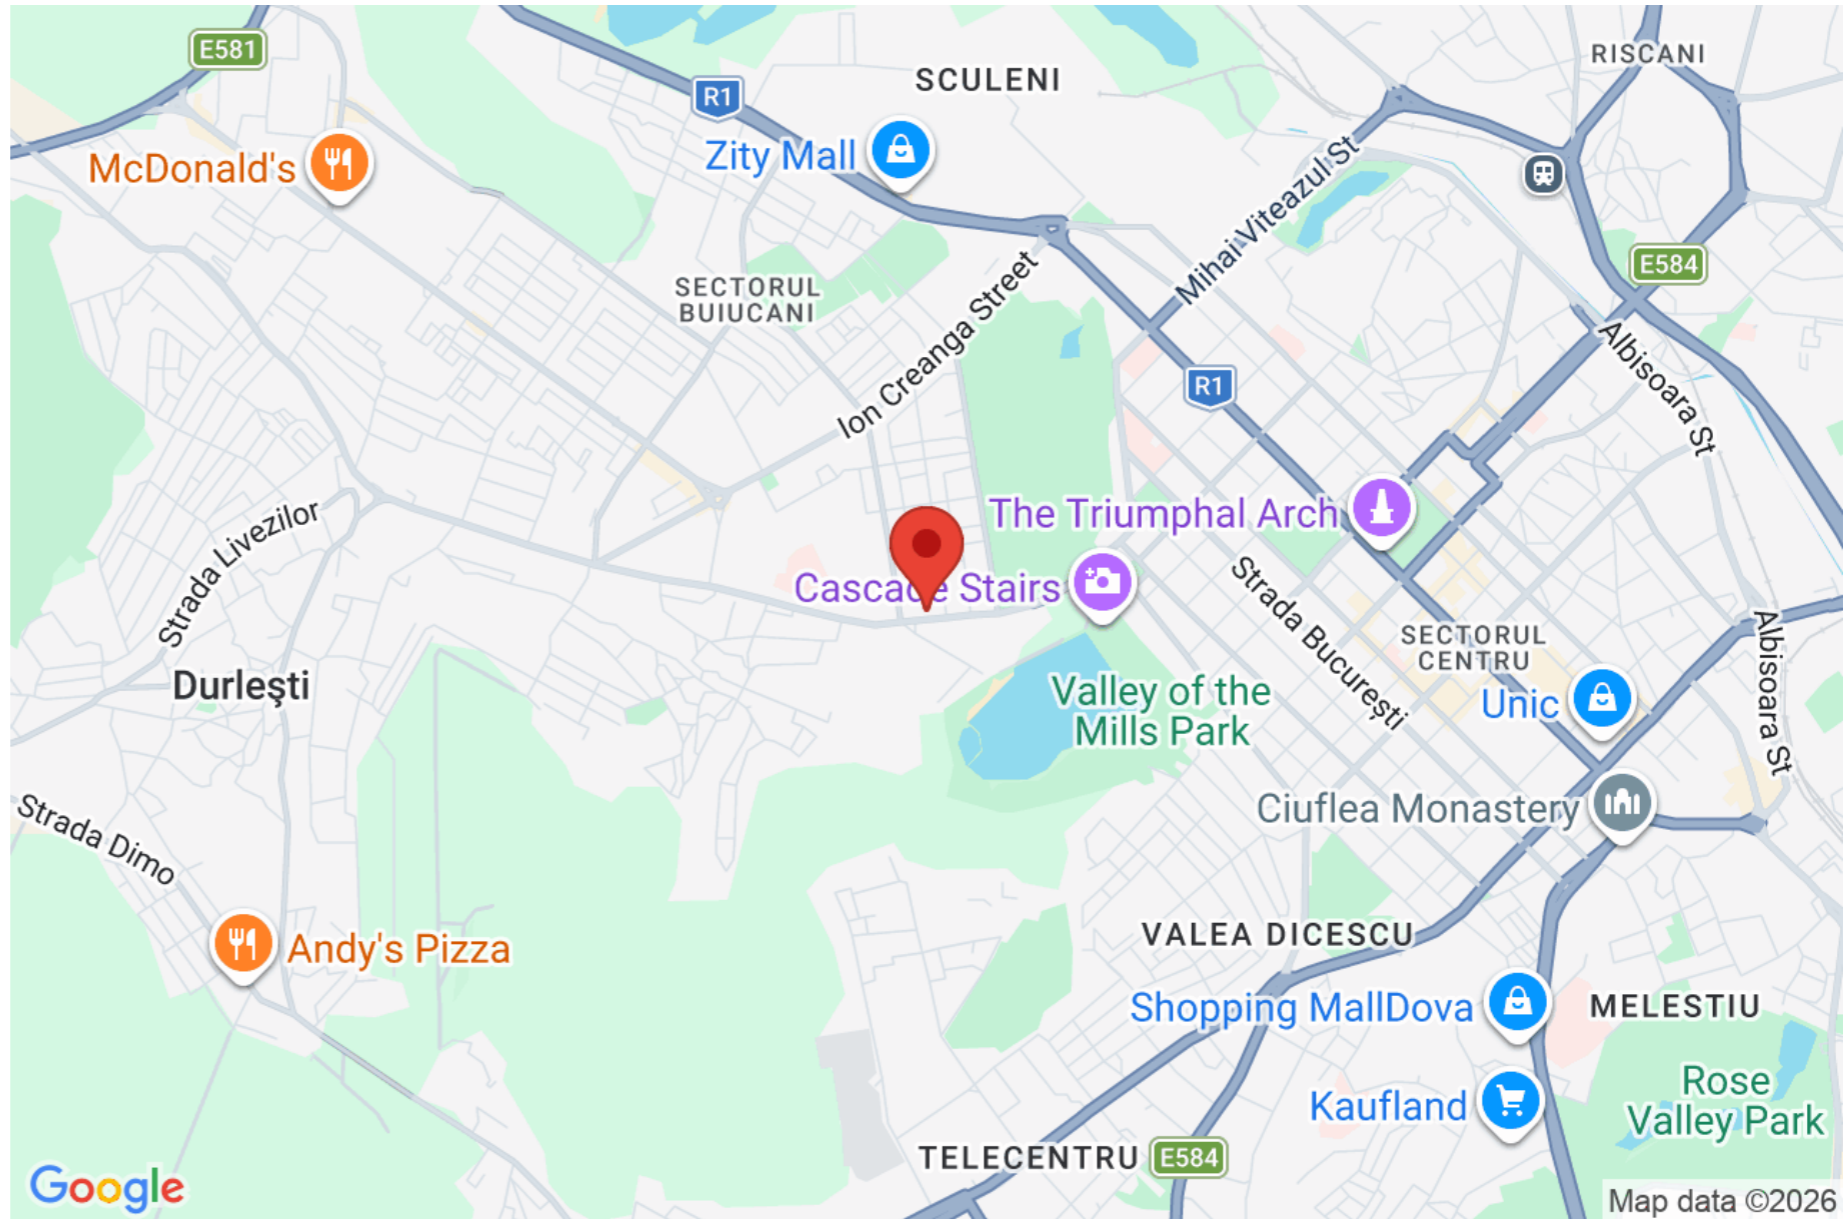 E581
SCULENI
RISCANI
R1
McDonald's
Zity Mall
Mihai Viteazul St
E584
SECTORUL
BUIUCANI
Ion Creanga Street
Albisoara St
R1
The Triumphal Arch
Strada Livezilor
Cascade Stairs
Strada București
SECTORUL
CENTRU
Albisoara St
Durleşti
Valley of the
Mills Park
Unic
Strada Dimo
Ciuflea Monastery
Andy's Pizza
VALEA DICESCU
Shopping MallDova
MELESTIU
Rose
Valley Park
Kaufland
TELECENTRU
E584
Google
Map data ©2026